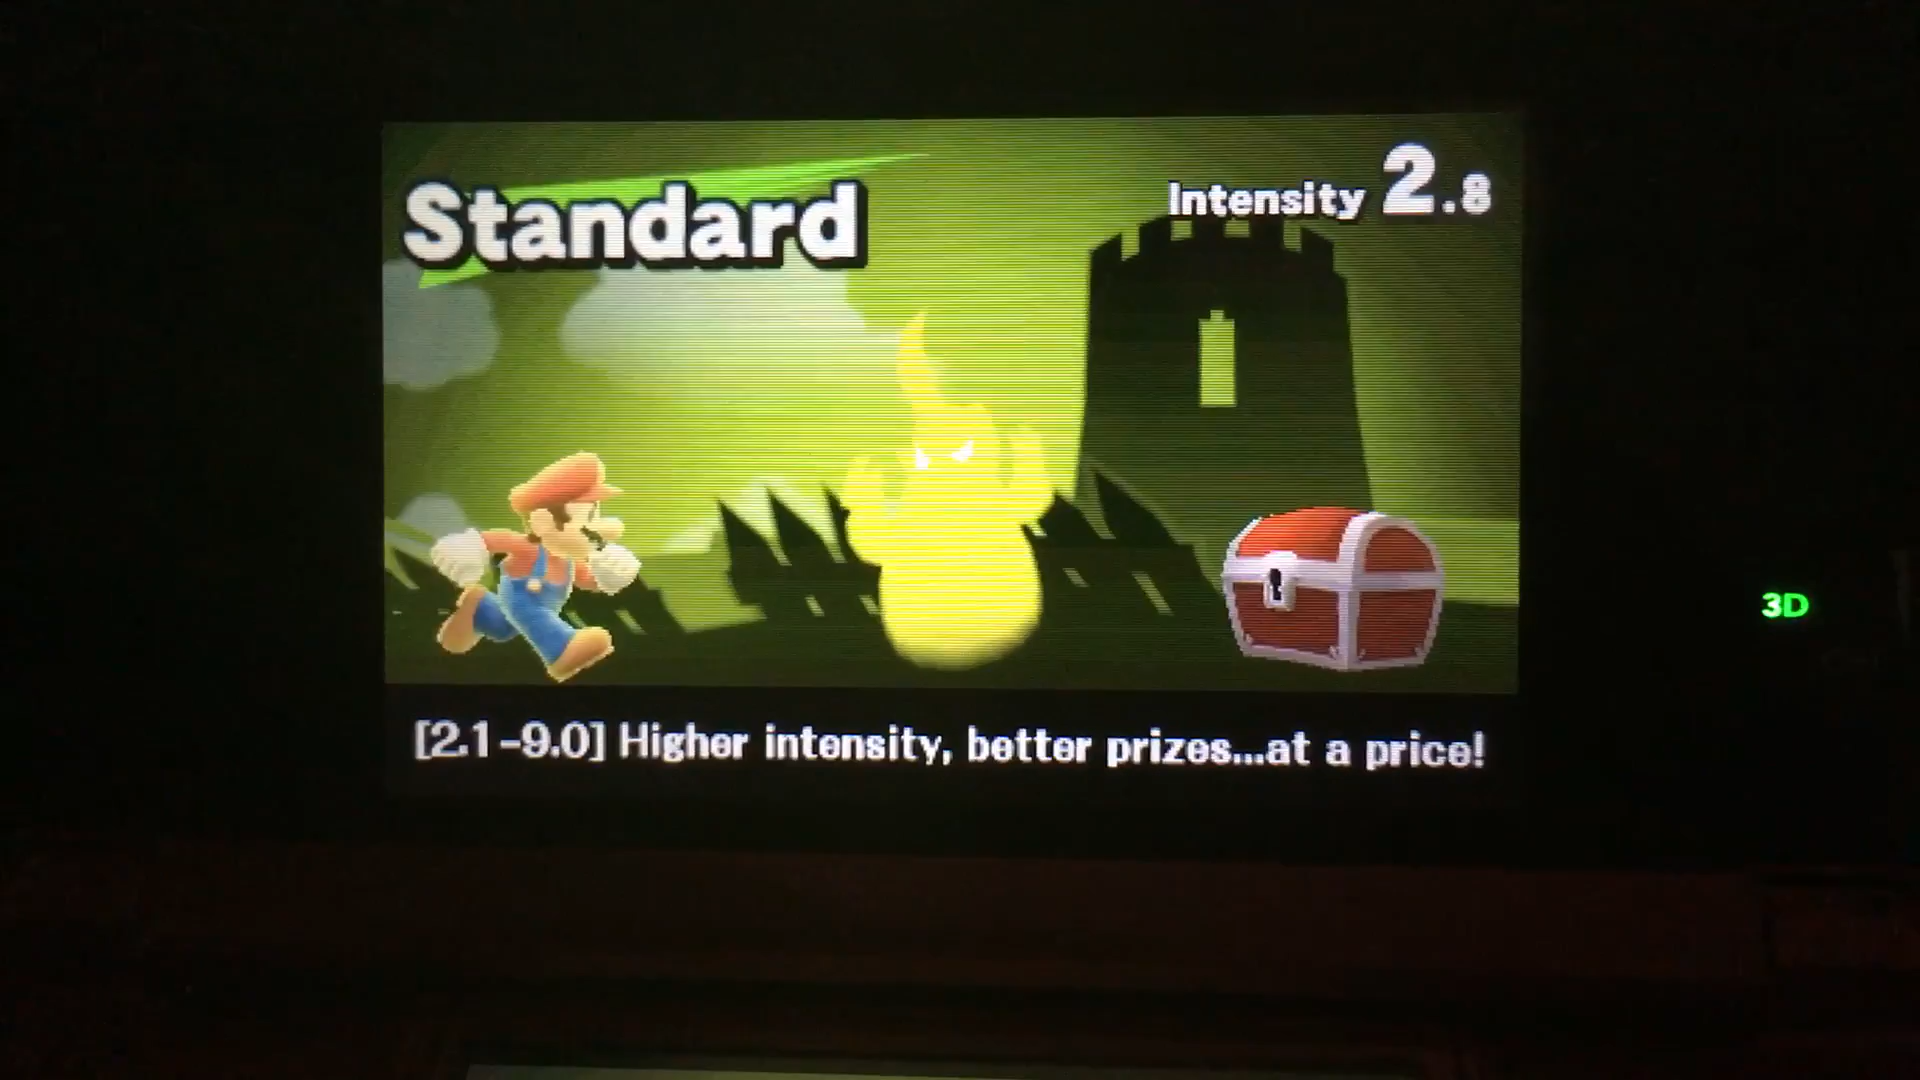 Standard
Intensity 2.8
3D
[2.1-9.0] Higher intensity, better prizes...at a price!